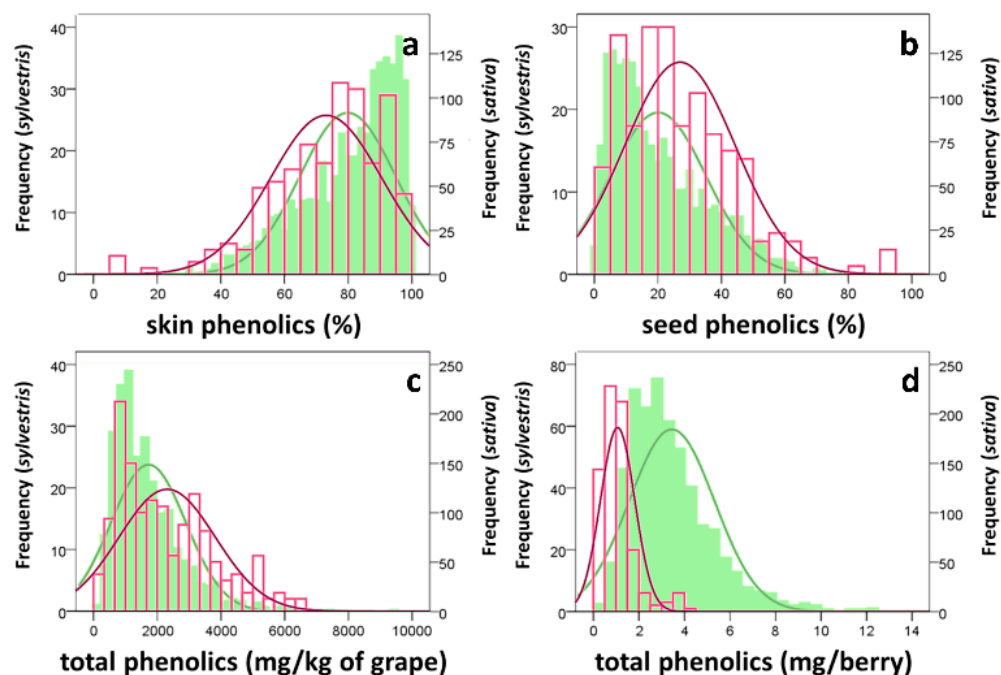 a
40
30
20
10
0
Frequency (sylvestris)
125
100
75
50
25
0
Frequency (sativa)
0 20 40 60 80 100
skin phenolics (%)
b
30
20
10
0
Frequency (sylvestris)
125
100
75
50
25
0
Frequency (sativa)
0 20 40 60 80 100
seed phenolics (%)
c
40
30
20
10
0
Frequency (sylvestris)
250
200
150
100
50
0
Frequency (sativa)
0 2000 4000 6000 8000 10000
total phenolics (mg/kg of grape)
d
80
60
40
20
0
Frequency (sylvestris)
250
200
150
100
50
0
Frequency (sativa)
0 2 4 6 8 10 12 14
total phenolics (mg/berry)